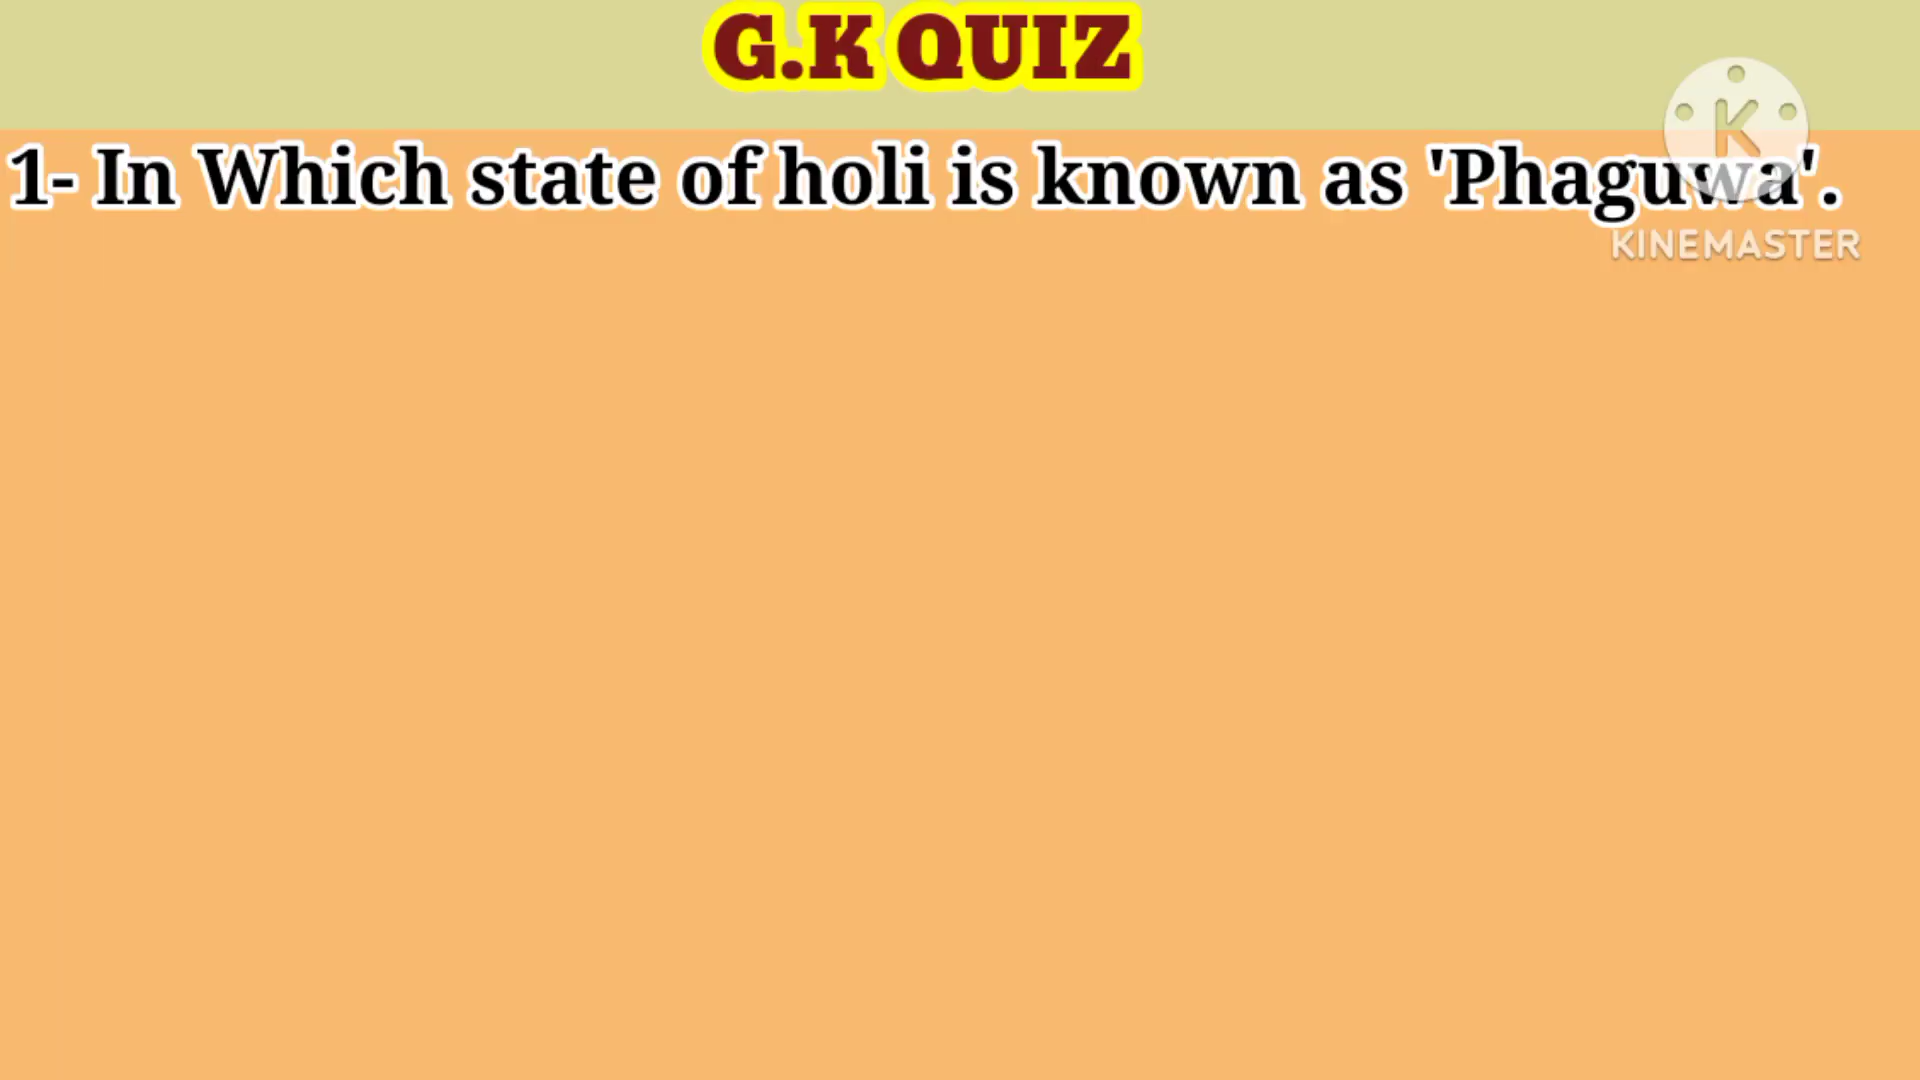 G.K QUIZ
1- In Which state of holi is known as 'Phaguwa'.
K
KINEMASTER